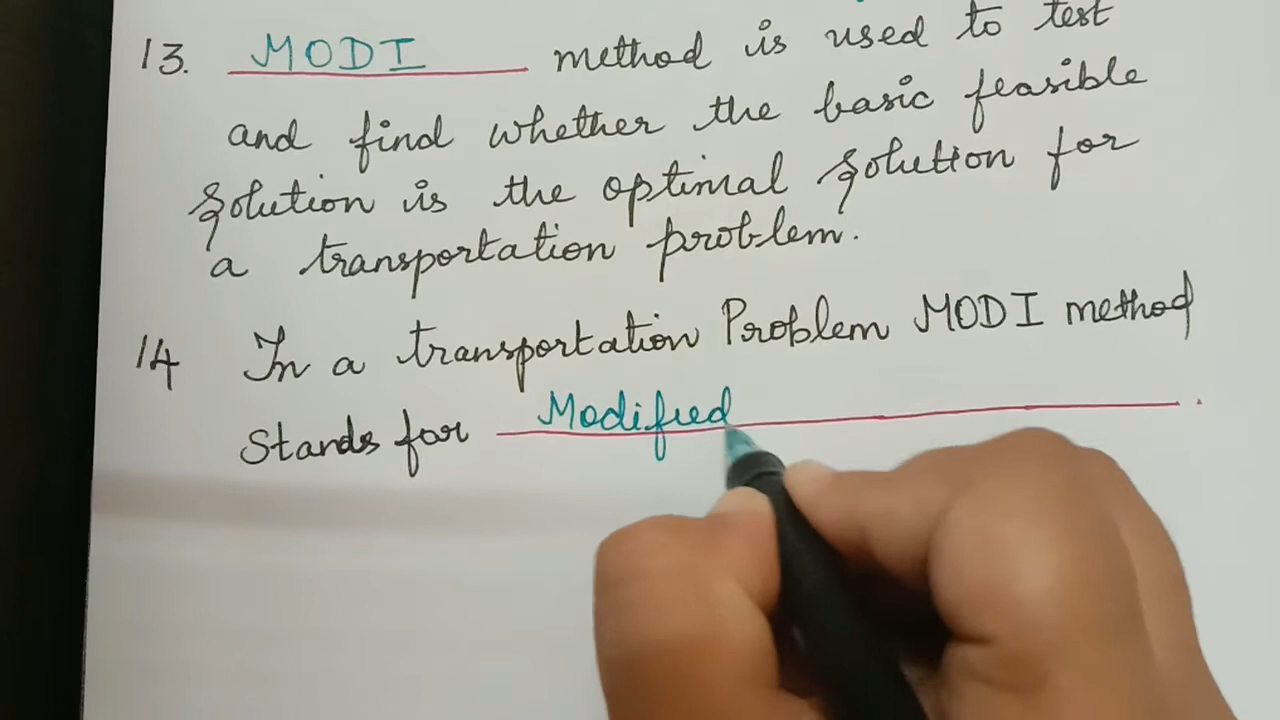 13. MODI method is used to test
and find whether the basic feasible
solution is the optimal solution for
a transportation problem.
14 In a transportation Problem MODI method
Stands for Modified .